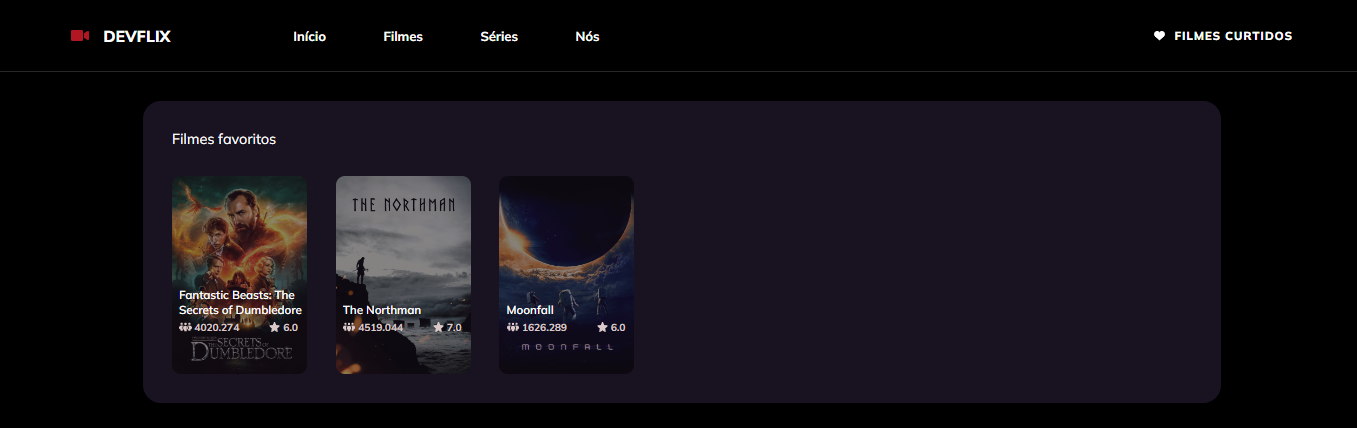 DEVFLIX
Início
Filmes
Séries
Nós
FILMES CURTIDOS
Filmes favoritos
Fantastic Beasts: The
Secrets of Dumbledore
4020.274
6.0
THE SECRETS OF
DUMBLEDORE
THE NORTHMAN
The Northman
4519.044
7.0
Moonfall
1626.289
6.0
MOONFALL